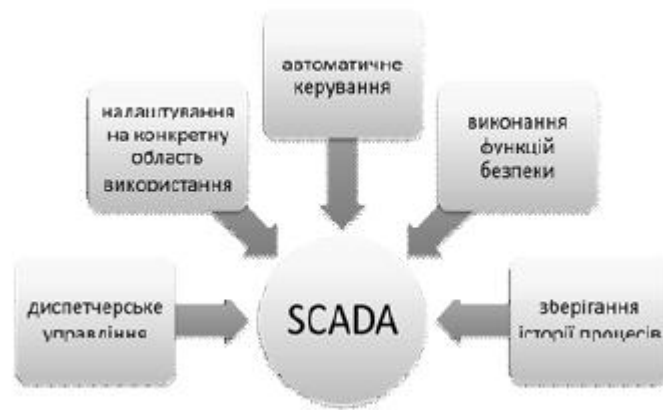 автоматичне
керування
налаштування
на конкретну
область
використання
виконання
функцій
безпеки
диспетчерське
управління
SCADA
зберігання
історії процесів